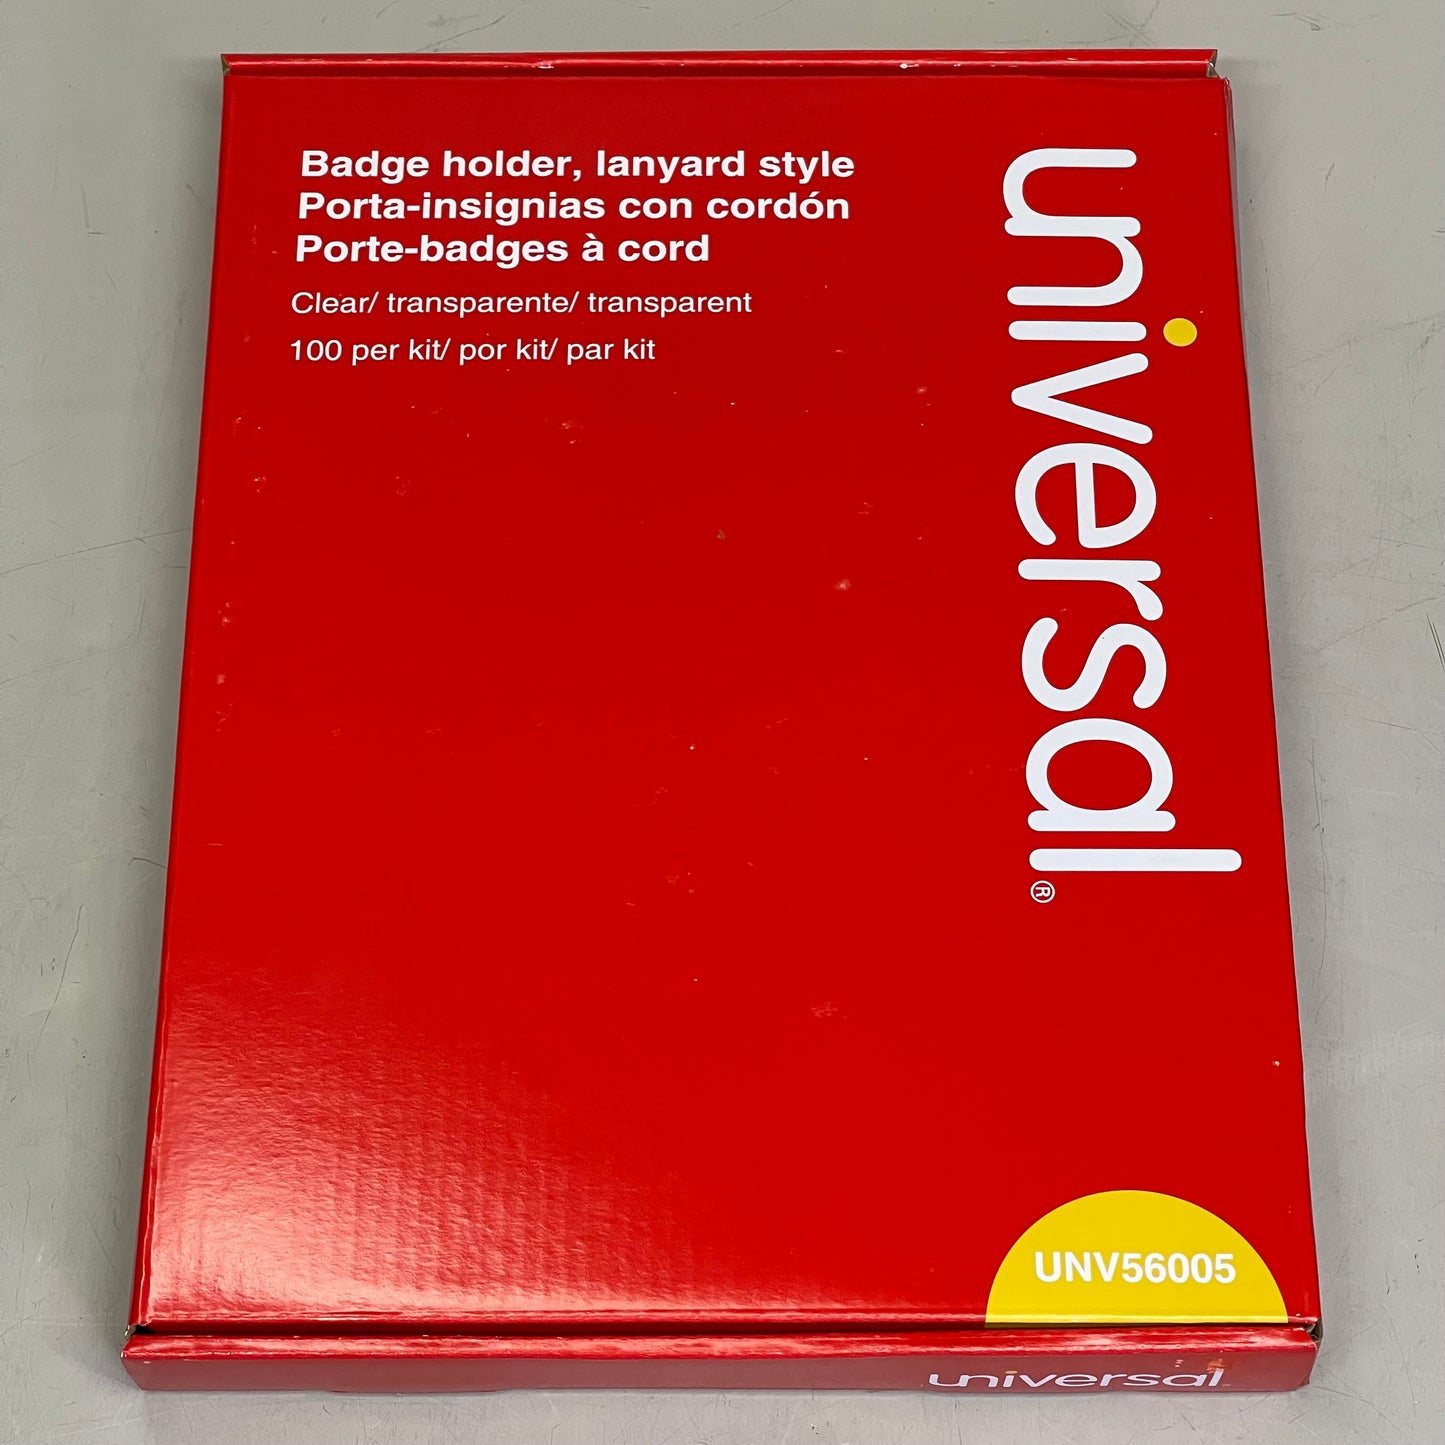 Badge holder, lanyard style
Porta-insignias con cordón
Porte-badges à cord
Clear/ transparente/ transparent
100 per kit/ por kit/ par kit
universal®
UNV56005
universal